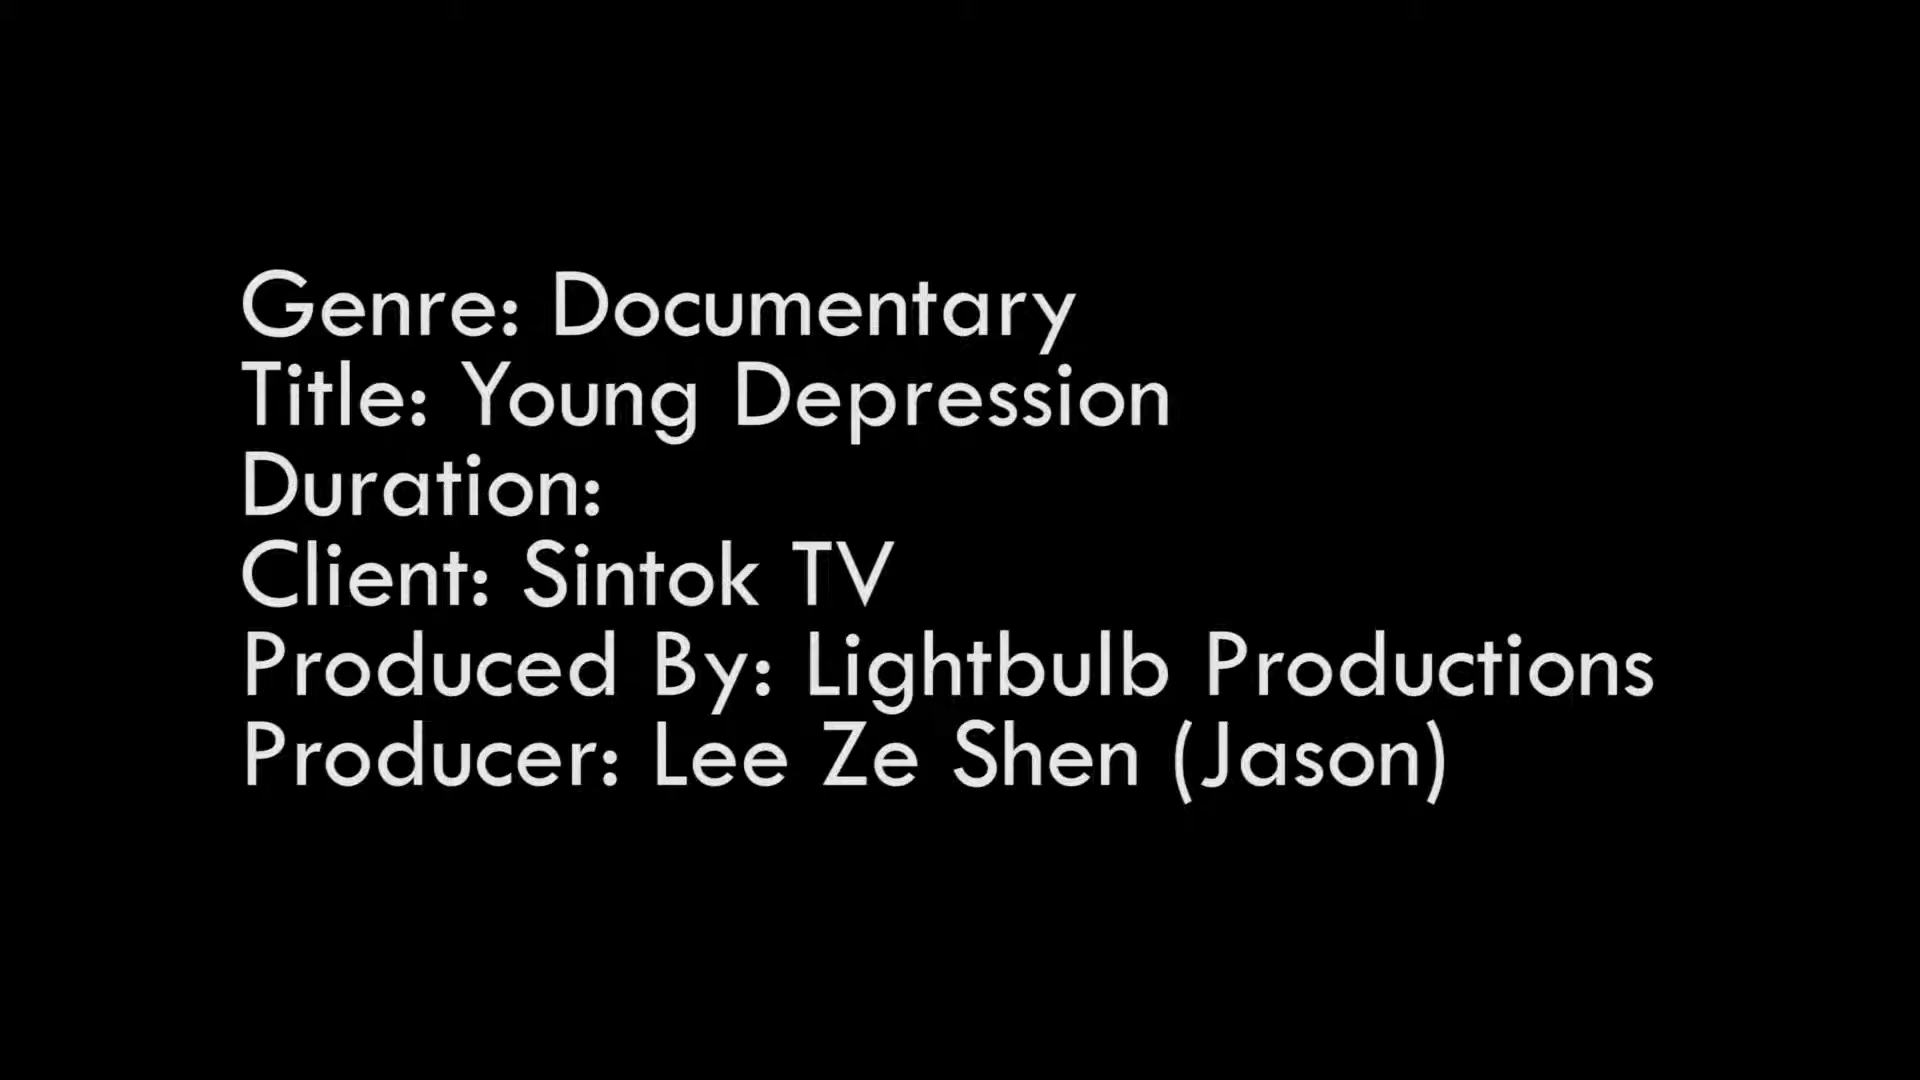 Genre: Documentary
Title: Young Depression
Duration:
Client: Sintok TV
Produced By: Lightbulb Productions
Producer: Lee Ze Shen (Jason)